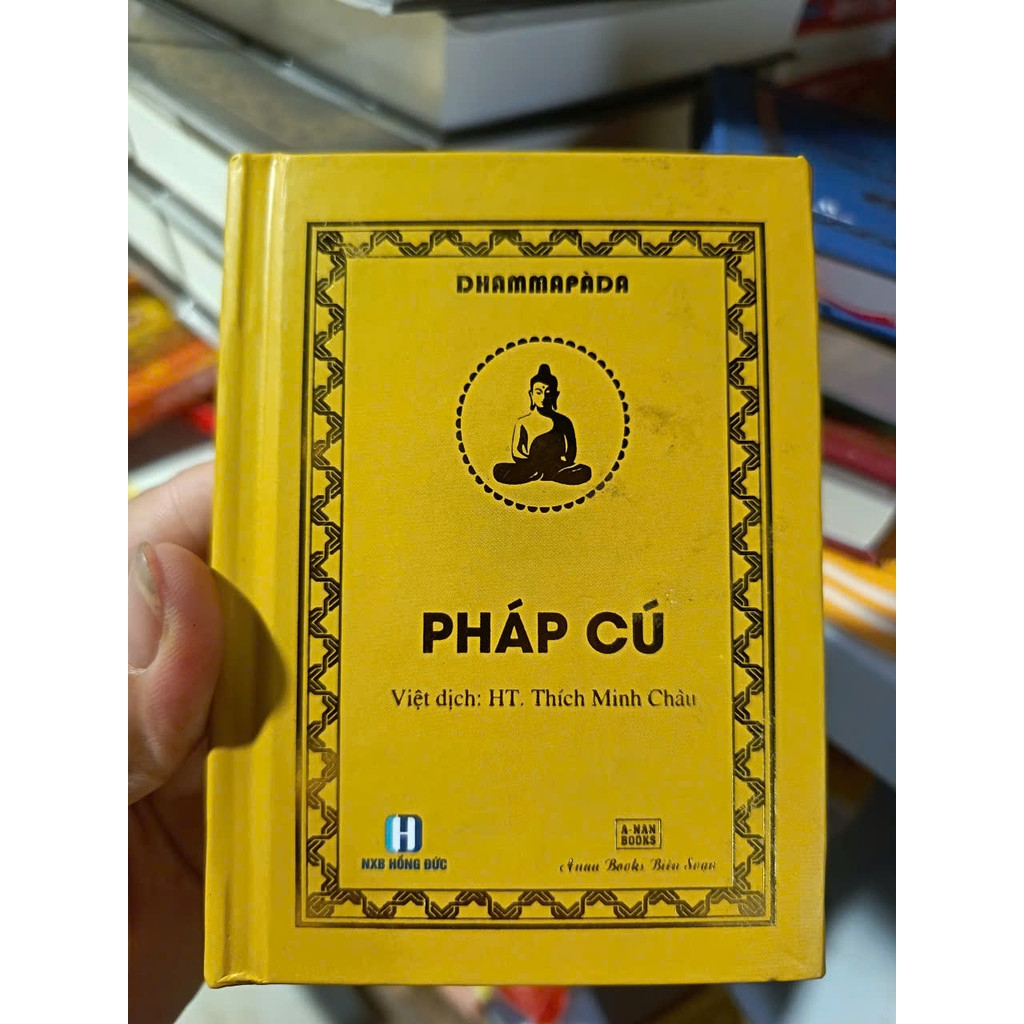 DHAMMAPÀDA
PHÁP CÚ
Việt dịch: HT. Thích Minh Châu
H
NXB HỒNG ĐỨC
A-NAN
BOOKS
Anan Books Biên Soạn